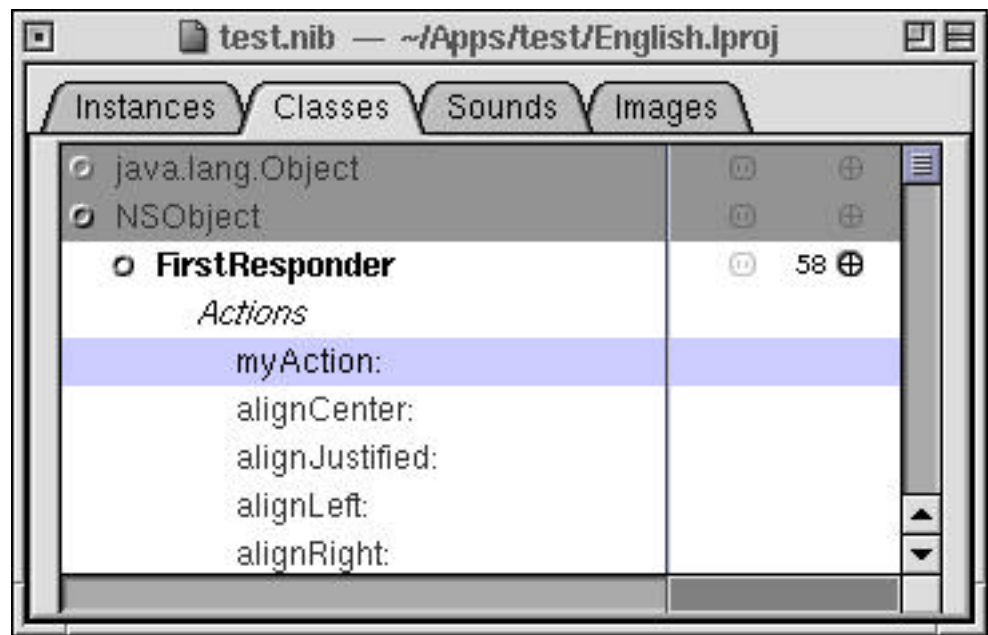 test.nib — ~/Apps/test/English.lproj
Instances Classes Sounds Images
java.lang.Object
NSObject
FirstResponder 58
Actions
myAction:
alignCenter:
alignJustified:
alignLeft:
alignRight: